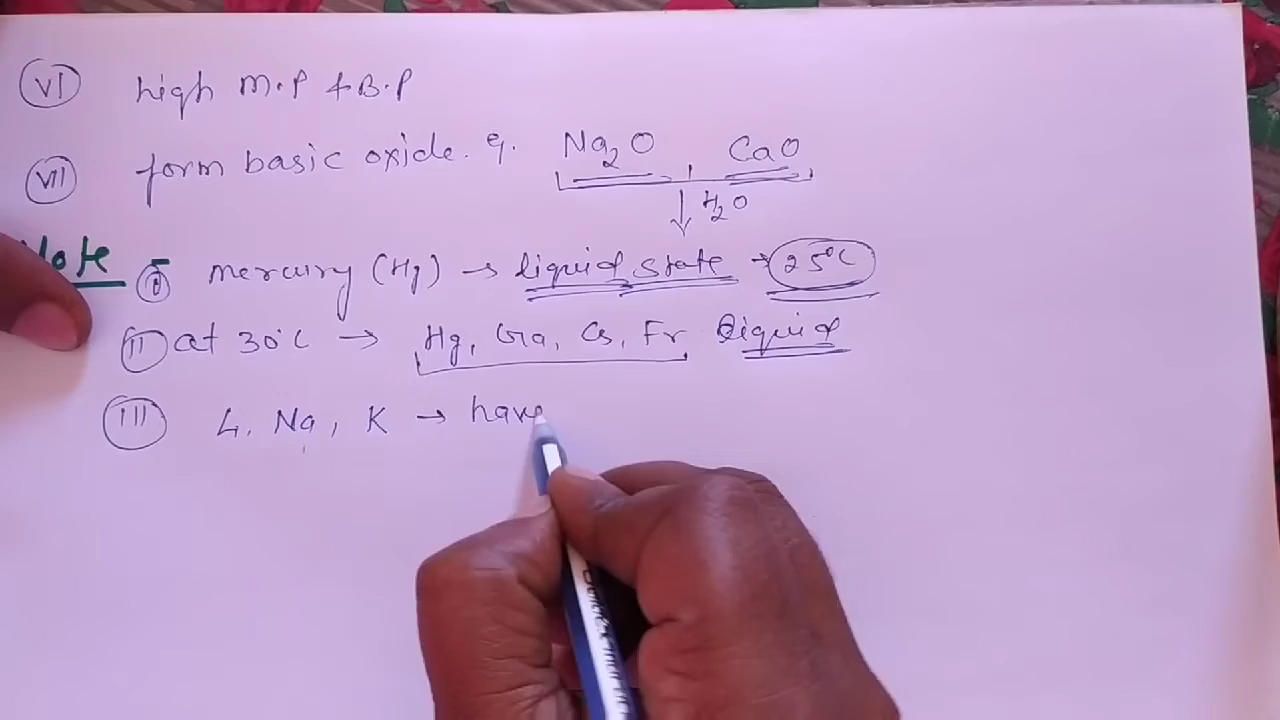 VI high M.P & B.P
VII form basic oxide. eg. Na2O, CaO
↓ H2O
Note I mercury (Hg) → liquid state → 25°C
II at 30°C → Hg, Ga, Cs, Fr liquid
III Li, Na, K → have